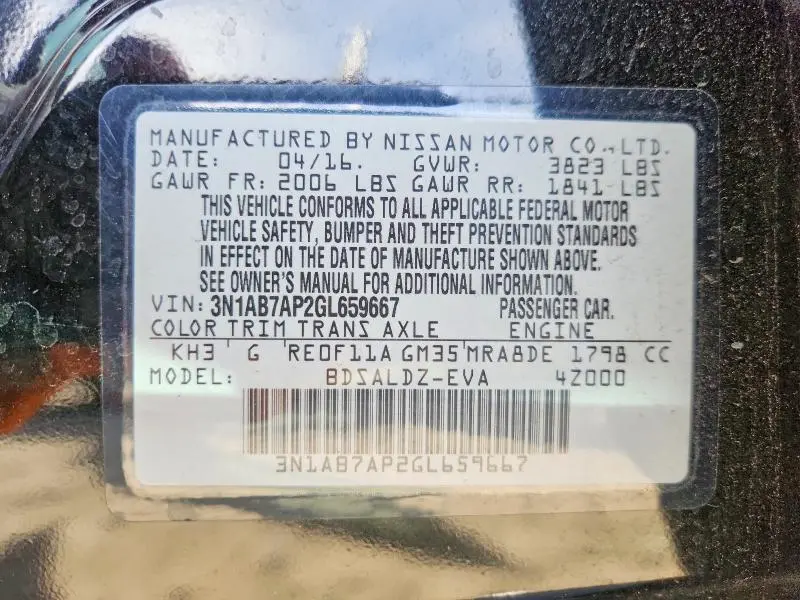 MANUFACTURED BY NISSAN MOTOR CO., LTD.
DATE: 04/16. GVWR: 3823 LBS
GAWR FR: 2006 LBS GAWR RR: 1841 LBS
THIS VEHICLE CONFORMS TO ALL APPLICABLE FEDERAL MOTOR
VEHICLE SAFETY, BUMPER AND THEFT PREVENTION STANDARDS
IN EFFECT ON THE DATE OF MANUFACTURE SHOWN ABOVE.
SEE OWNER'S MANUAL FOR ADDITIONAL INFORMATION.
VIN: 3N1AB7AP2GL659667 PASSENGER CAR.
COLOR TRIM TRANS AXLE ENGINE
KH3 G RE0F11A GM35 MRA8DE 1798 CC
MODEL: BDSALDZ-EVA 4Z000
3N1AB7AP2GL659667